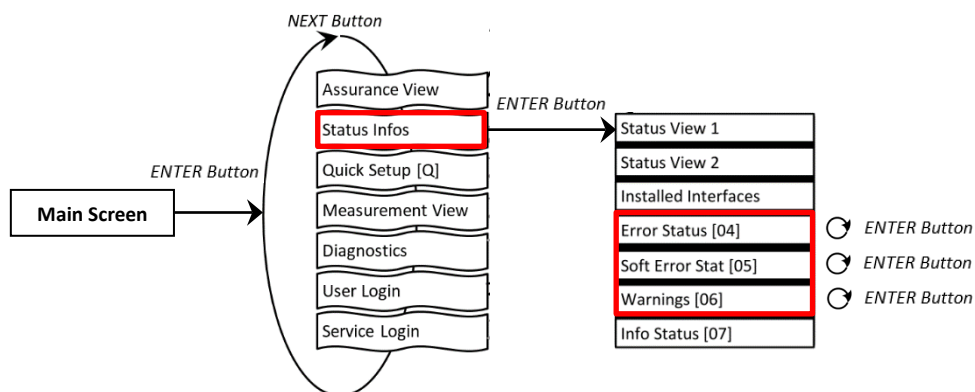 NEXT Button
Assurance View
ENTER Button
Status Infos
Status View 1
Status View 2
ENTER Button
Quick Setup [Q]
Installed Interfaces
Main Screen
Measurement View
Error Status [04]
ENTER Button
Diagnostics
Soft Error Stat [05]
ENTER Button
User Login
Warnings [06]
ENTER Button
Service Login
Info Status [07]